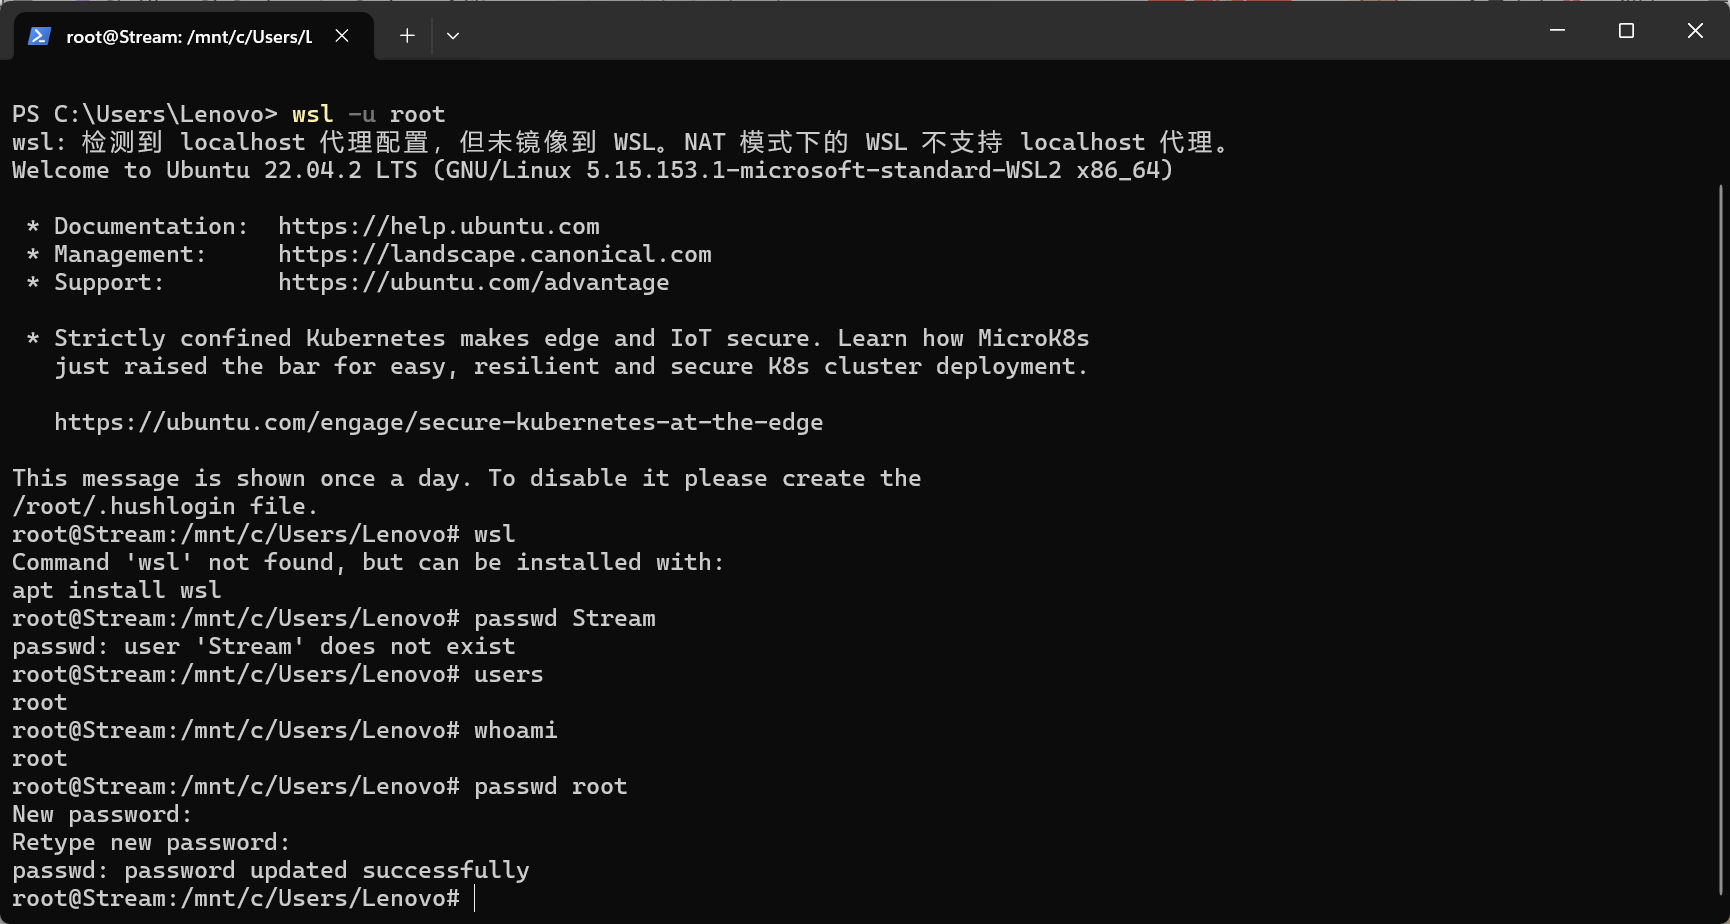 root@Stream: /mnt/c/Users/L
PS C:\Users\Lenovo> wsl -u root
wsl: 检测到 localhost 代理配置，但未镜像到 WSL。NAT 模式下的 WSL 不支持 localhost 代理。
Welcome to Ubuntu 22.04.2 LTS (GNU/Linux 5.15.153.1-microsoft-standard-WSL2 x86_64)
* Documentation:  https://help.ubuntu.com
* Management:     https://landscape.canonical.com
* Support:        https://ubuntu.com/advantage
* Strictly confined Kubernetes makes edge and IoT secure. Learn how MicroK8s
just raised the bar for easy, resilient and secure K8s cluster deployment.
https://ubuntu.com/engage/secure-kubernetes-at-the-edge
This message is shown once a day. To disable it please create the
/root/.hushlogin file.
root@Stream:/mnt/c/Users/Lenovo# wsl
Command 'wsl' not found, but can be installed with:
apt install wsl
root@Stream:/mnt/c/Users/Lenovo# passwd Stream
passwd: user 'Stream' does not exist
root@Stream:/mnt/c/Users/Lenovo# users
root
root@Stream:/mnt/c/Users/Lenovo# whoami
root
root@Stream:/mnt/c/Users/Lenovo# passwd root
New password:
Retype new password:
passwd: password updated successfully
root@Stream:/mnt/c/Users/Lenovo#